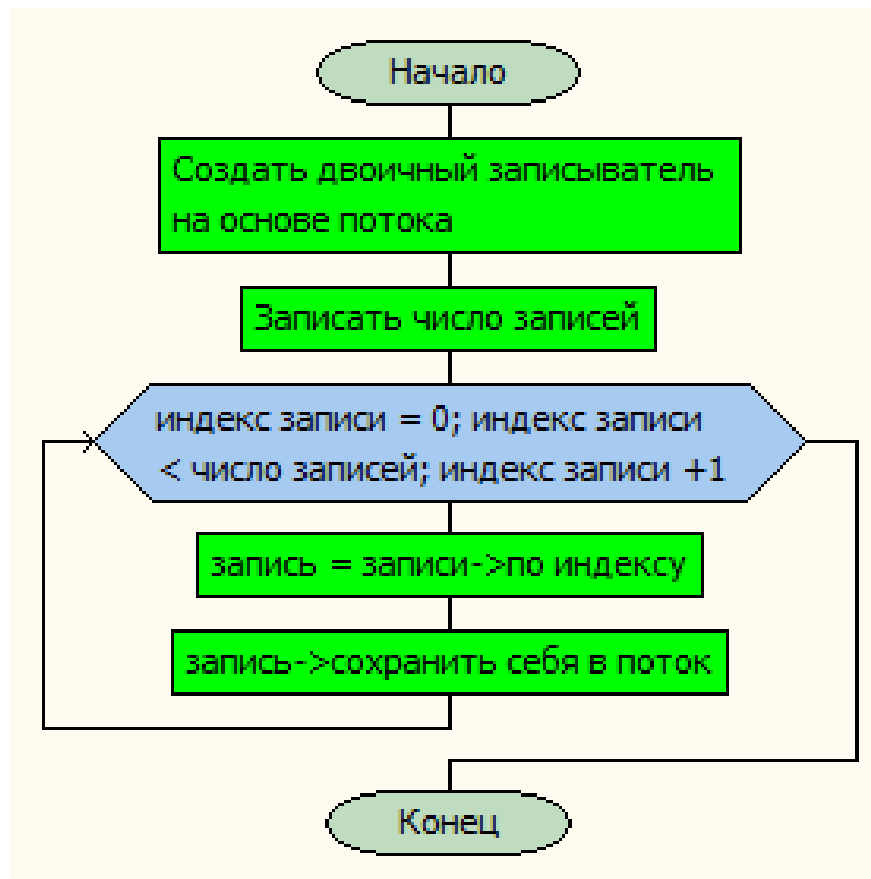 Начало
Создать двоичный записыватель
на основе потока
Записать число записей
индекс записи = 0; индекс записи
< число записей; индекс записи +1
запись = записи->по индексу
запись->сохранить себя в поток
Конец